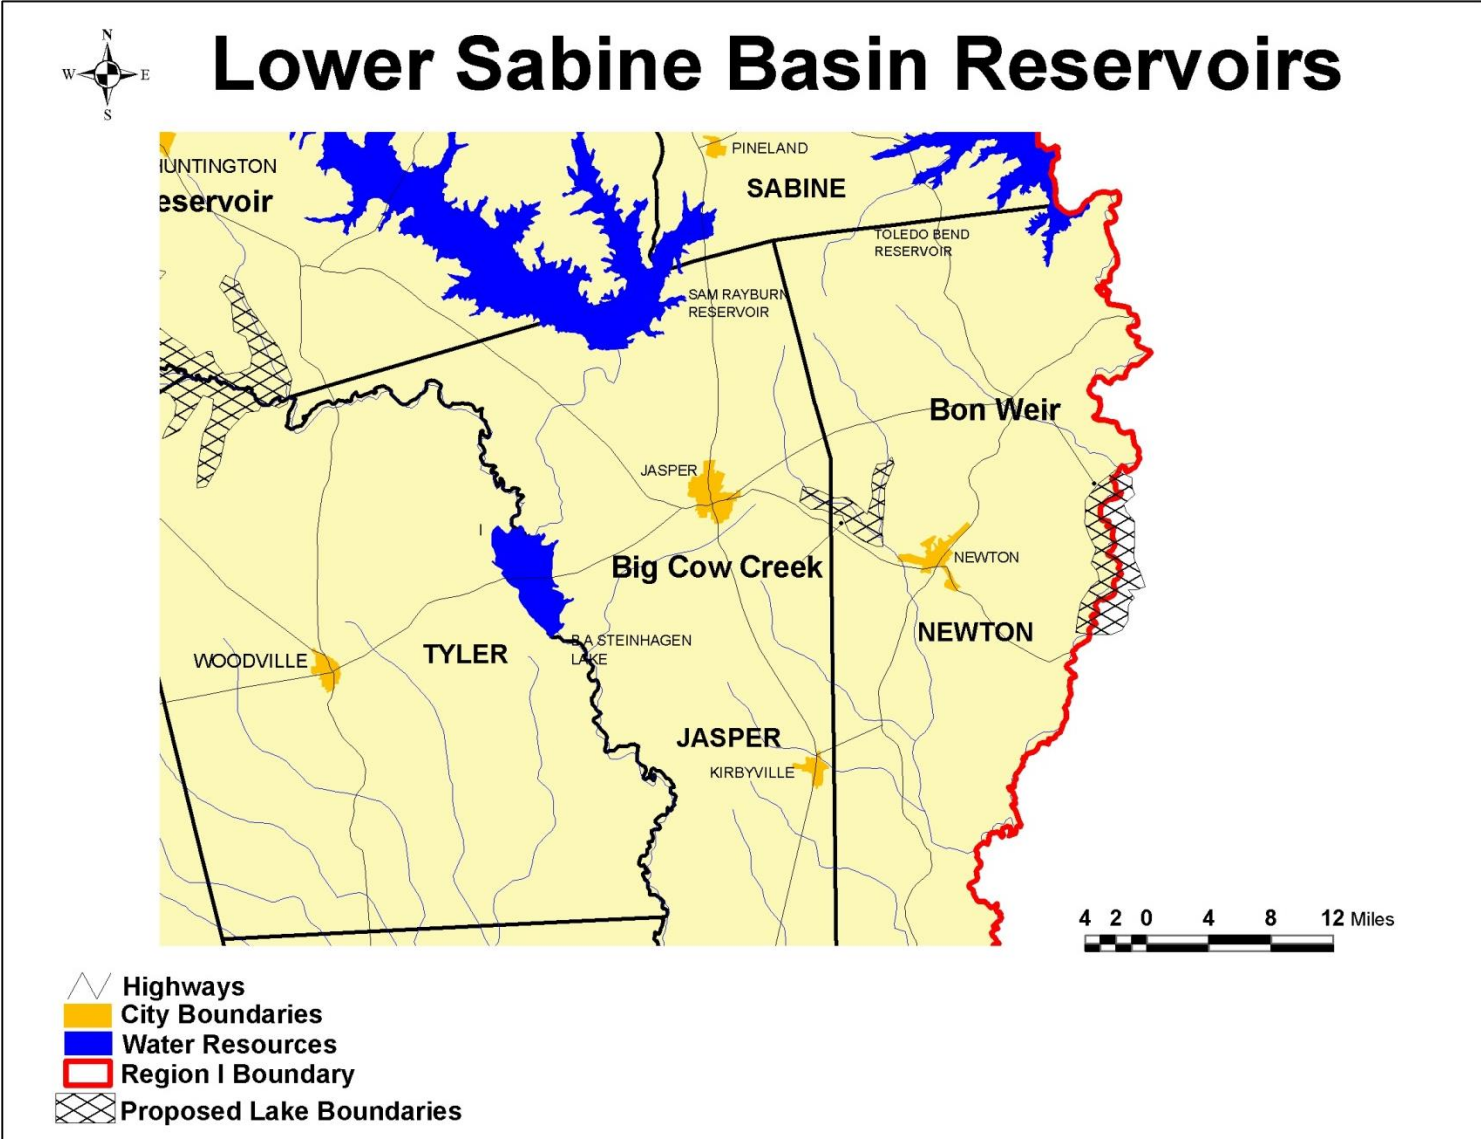 N
W E
S
Lower Sabine Basin Reservoirs
HUNTINGTON
eservoir
PINELAND
SABINE
TOLEDO BEND
RESERVOIR
SAM RAYBURN
RESERVOIR
Bon Weir
JASPER
Big Cow Creek
NEWTON
NEWTON
B A STEINHAGEN
LAKE
WOODVILLE
TYLER
JASPER
KIRBYVILLE
4 2 0 4 8 12 Miles
Highways
City Boundaries
Water Resources
Region I Boundary
Proposed Lake Boundaries